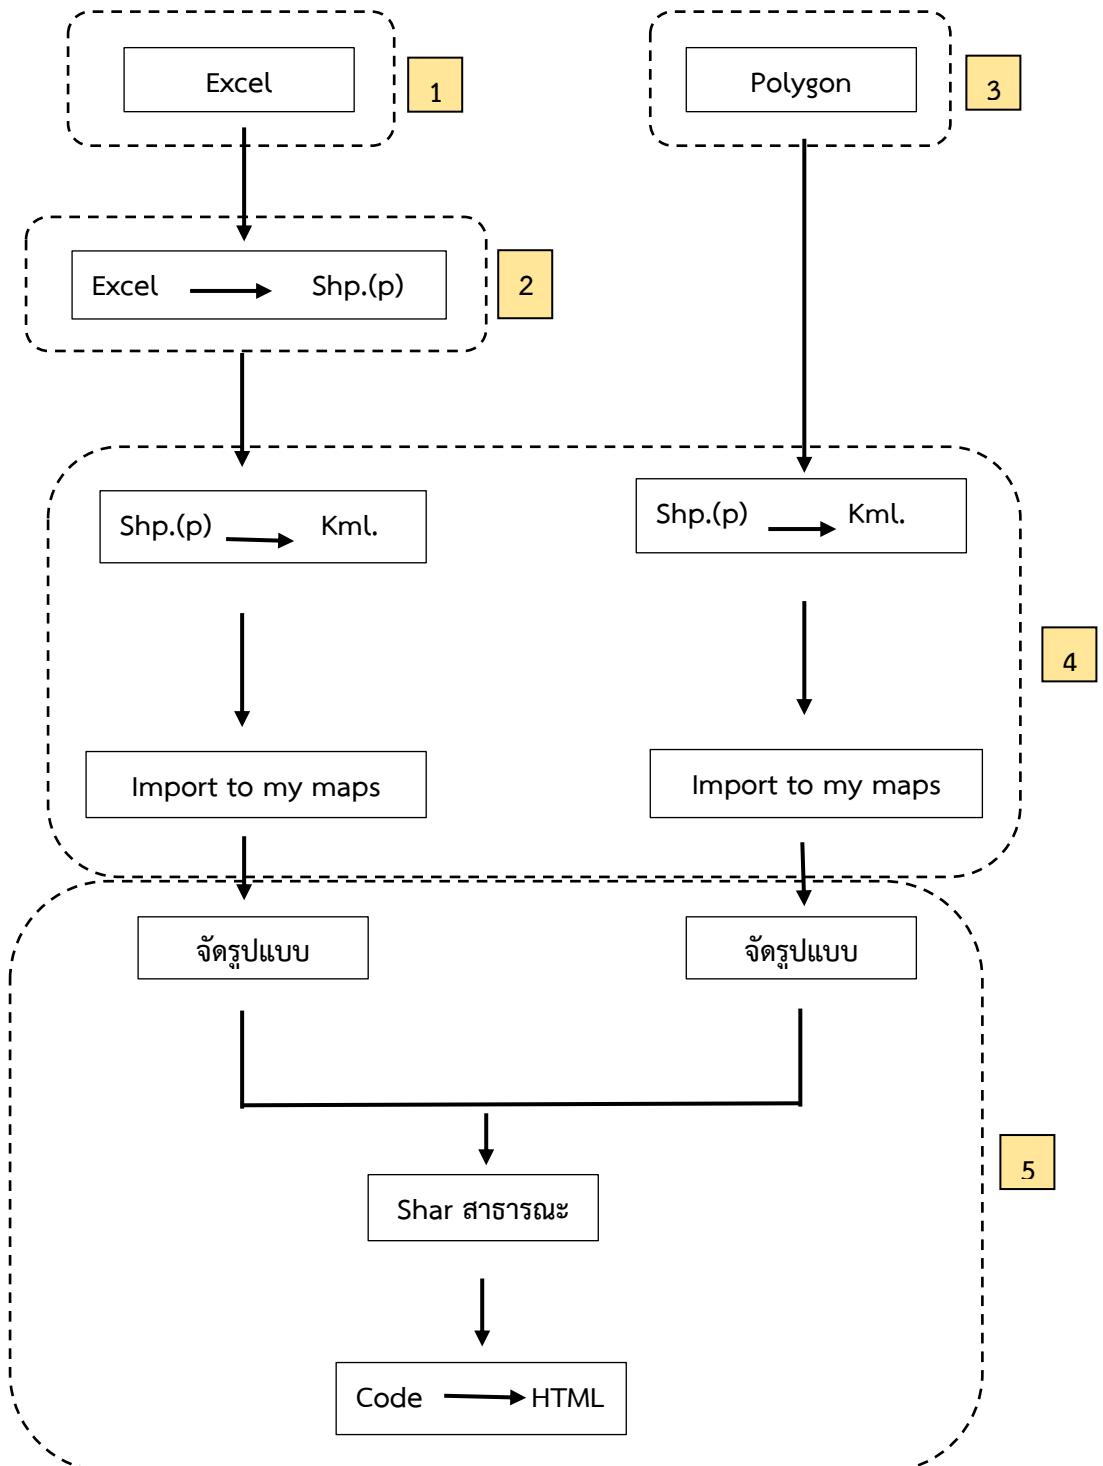 Excel
1
Polygon
3
Excel Shp.(p)
2
Shp.(p) Kml.
Shp.(p) Kml.
4
Import to my maps
Import to my maps
จัดรูปแบบ
จัดรูปแบบ
5
Shar สาธารณะ
Code HTML